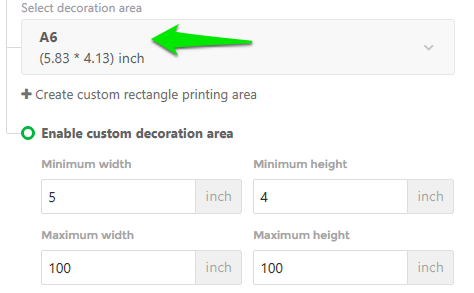 Select decoration area
A6
(5.83 * 4.13) inch
+ Create custom rectangle printing area
Enable custom decoration area
Minimum width Minimum height
5 inch 4 inch
Maximum width Maximum height
100 inch 100 inch